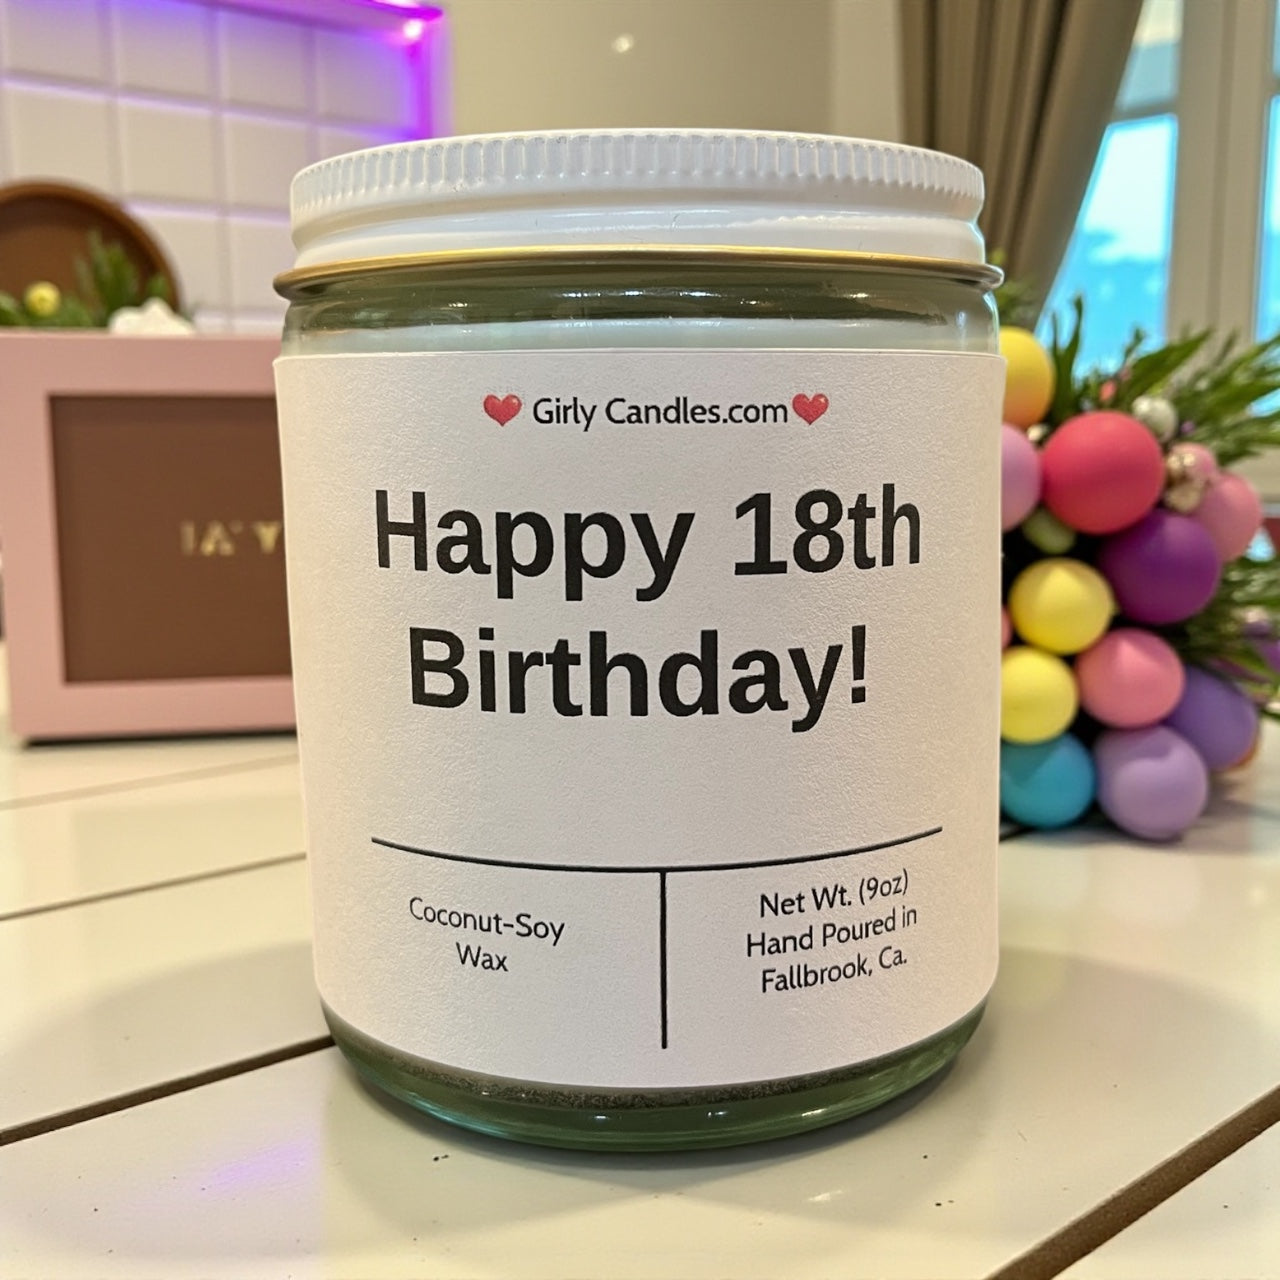 Girly Candles.com
Happy 18th
Birthday!
Coconut-Soy
Wax
Net Wt. (9oz)
Hand Poured in
Fallbrook, Ca.